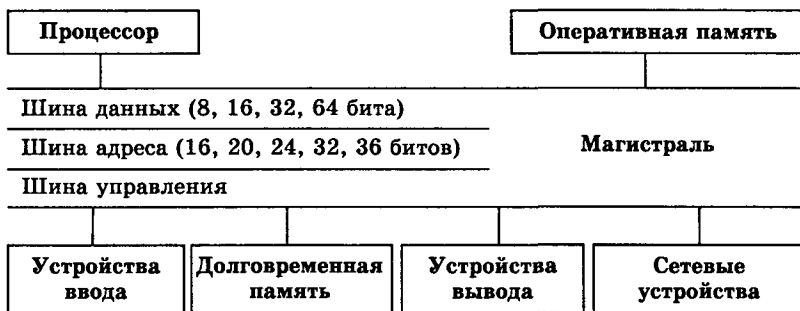 Процессор
Оперативная память
Шина данных (8, 16, 32, 64 бита)
Шина адреса (16, 20, 24, 32, 36 битов)
Магистраль
Шина управления
Устройства
ввода
Долговременная
память
Устройства
вывода
Сетевые
устройства